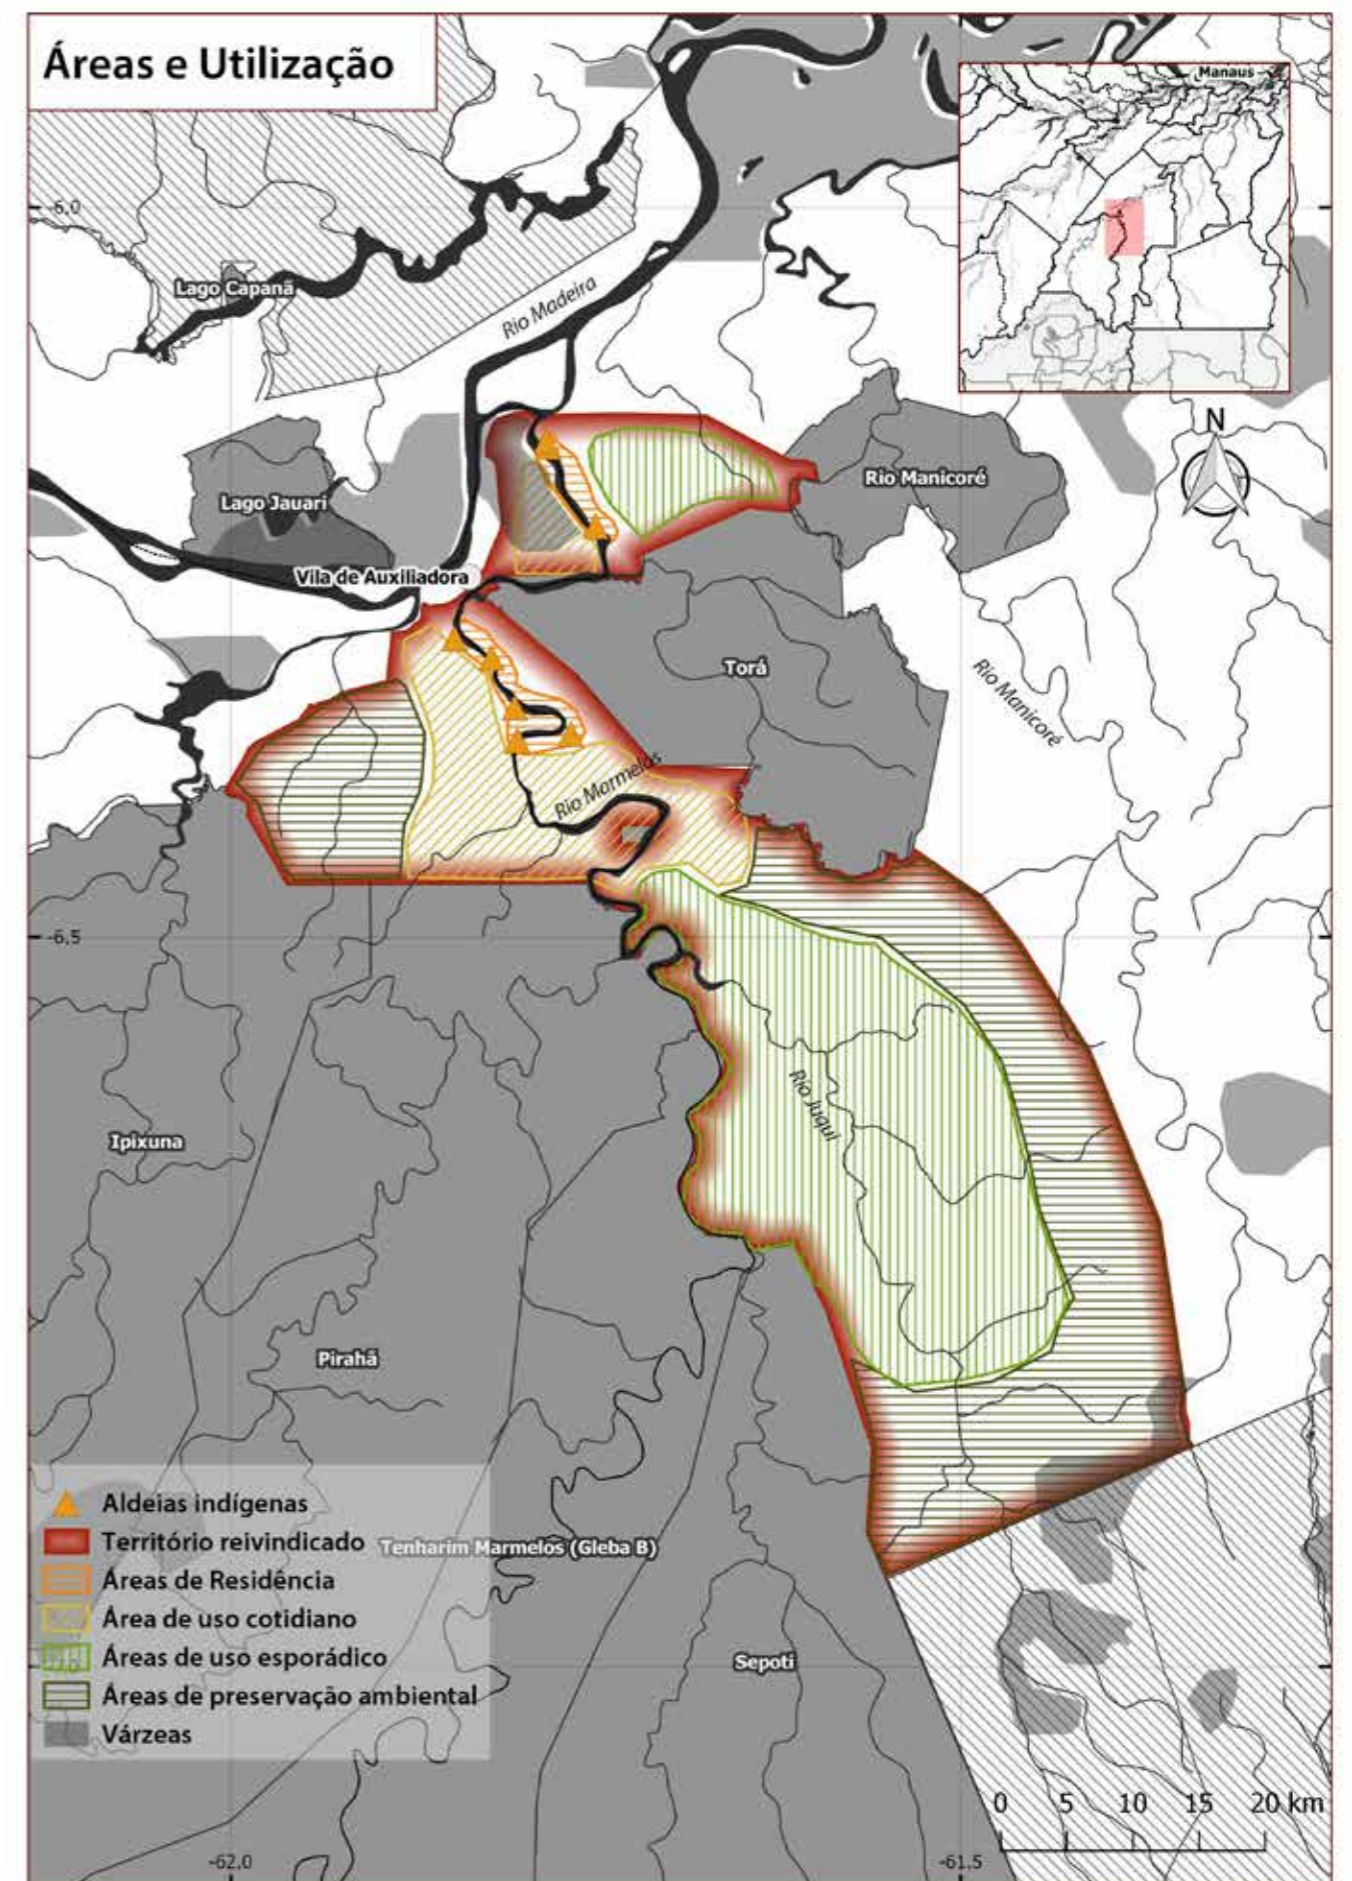 Áreas e Utilização
Manaus
-6.0
Lago Capanã
Rio Madeira
N
Rio Manicoré
Lago Jauari
Vila de Auxiliadora
Torá
Rio Manicoré
Rio Marmelos
-6.5
Rio Juqui
Ipixuna
Pirahã
Aldeias indígenas
Território reivindicado
Tenharim Marmelos (Gleba B)
Áreas de Residência
Área de uso cotidiano
Áreas de uso esporádico
Sepoti
Áreas de preservação ambiental
Várzeas
0 5 10 15 20 km
-62.0
-61.5